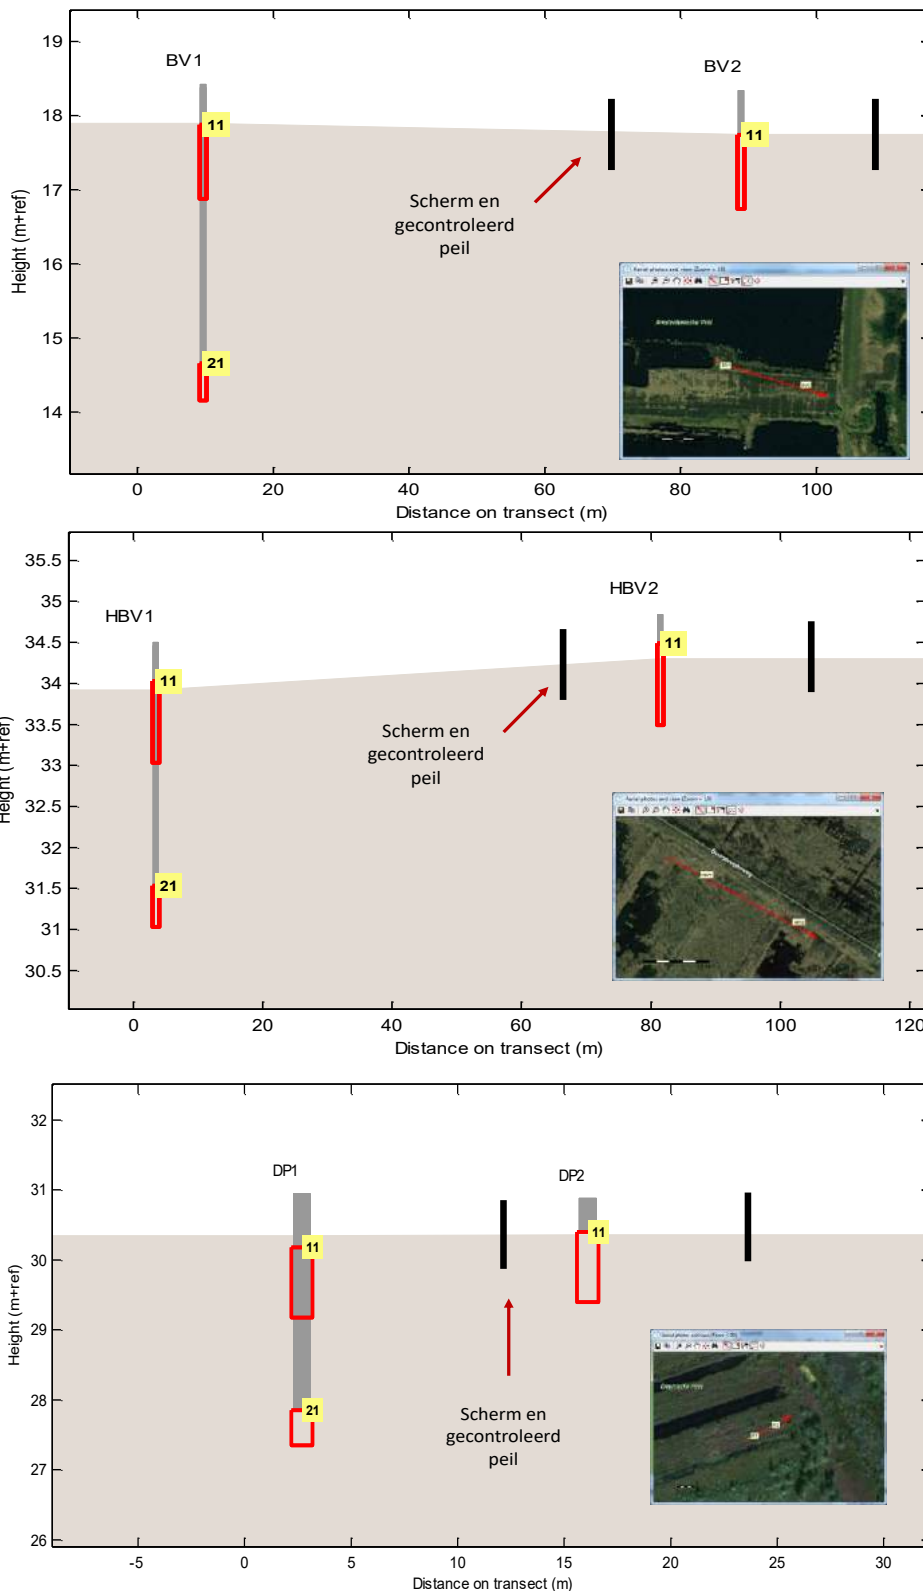 19
18
17
16
15
14
Height (m+ref)
BV1
BV2
11
11
21
Scherm en
gecontroleerd
peil
0
20
40
60
80
100
Distance on transect (m)
35.5
35
34.5
34
33.5
33
32.5
32
31.5
31
30.5
Height (m+ref)
HBV1
HBV2
11
11
21
Scherm en
gecontroleerd
peil
0
20
40
60
80
100
120
Distance on transect (m)
32
31
30
29
28
27
26
Height (m+ref)
DP1
DP2
11
11
21
Scherm en
gecontroleerd
peil
-5
0
5
10
15
20
25
30
Distance on transect (m)